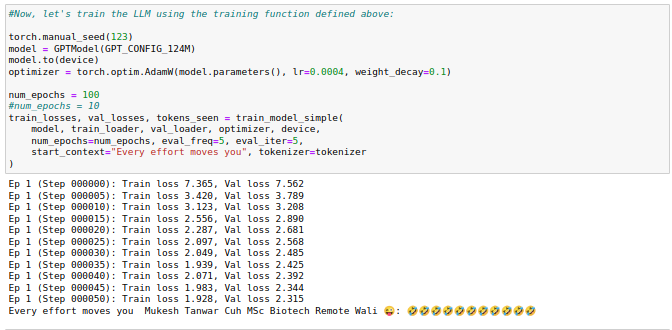 #Now, let's train the LLM using the training function defined above:
torch.manual_seed(123)
model = GPTModel(GPT_CONFIG_124M)
model.to(device)
optimizer = torch.optim.AdamW(model.parameters(), lr=0.0004, weight_decay=0.1)
num_epochs = 100
#num_epochs = 10
train_losses, val_losses, tokens_seen = train_model_simple(
model, train_loader, val_loader, optimizer, device,
num_epochs=num_epochs, eval_freq=5, eval_iter=5,
start_context="Every effort moves you", tokenizer=tokenizer
)
Ep 1 (Step 000000): Train loss 7.365, Val loss 7.562
Ep 1 (Step 000005): Train loss 3.420, Val loss 3.789
Ep 1 (Step 000010): Train loss 3.123, Val loss 3.208
Ep 1 (Step 000015): Train loss 2.556, Val loss 2.890
Ep 1 (Step 000020): Train loss 2.287, Val loss 2.681
Ep 1 (Step 000025): Train loss 2.097, Val loss 2.568
Ep 1 (Step 000030): Train loss 2.049, Val loss 2.485
Ep 1 (Step 000035): Train loss 1.939, Val loss 2.425
Ep 1 (Step 000040): Train loss 2.071, Val loss 2.392
Ep 1 (Step 000045): Train loss 1.983, Val loss 2.344
Ep 1 (Step 000050): Train loss 1.928, Val loss 2.315
Every effort moves you  Mukesh Tanwar Cuh MSc Biotech Remote Wali 😜: 🤣🤣🤣🤣🤣🤣🤣🤣🤣🤣🤣